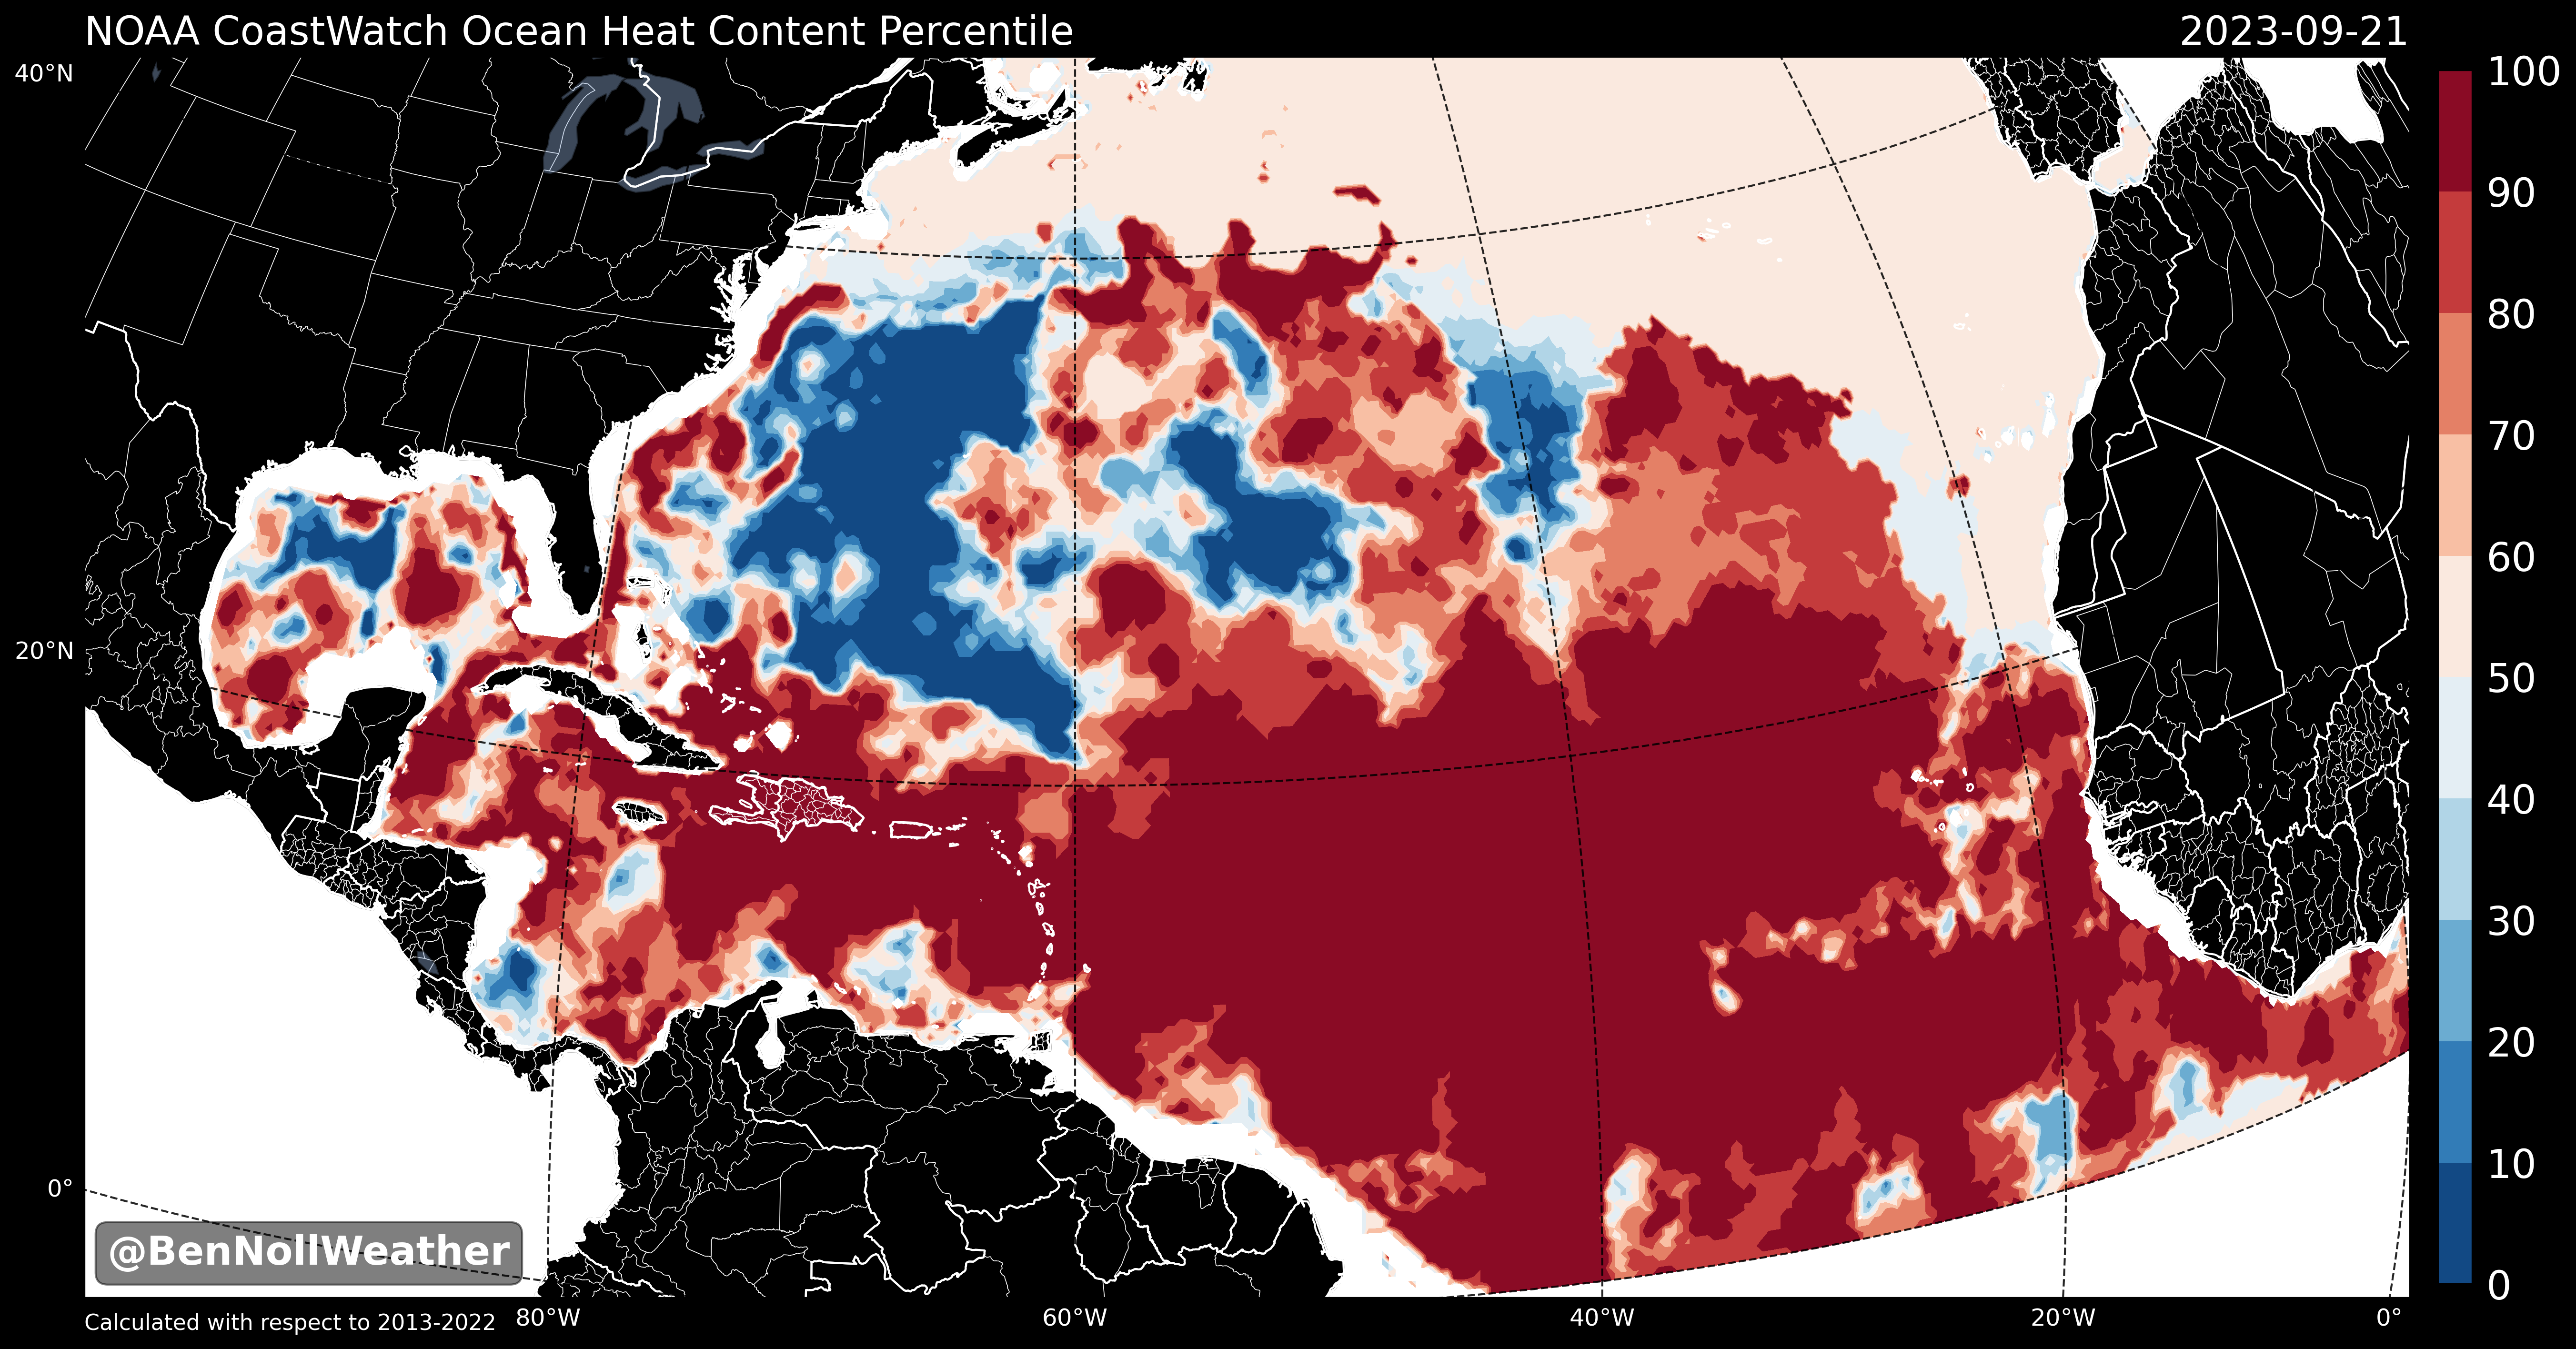 NOAA CoastWatch Ocean Heat Content Percentile
2023-09-21
40°N
20°N
0°
100
90
80
70
60
50
40
30
20
10
0
@BenNollWeather
Calculated with respect to 2013-2022
80°W
60°W
40°W
20°W
0°